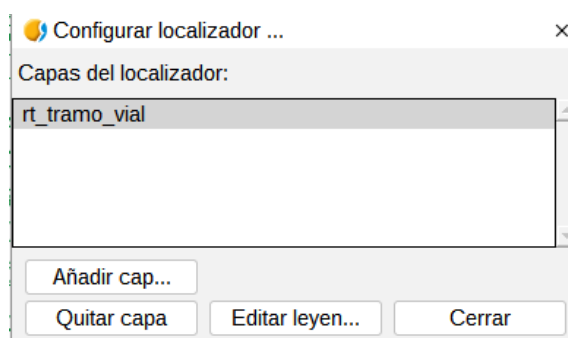 Configurar localizador ...
Capas del localizador:
rt_tramo_vial
Añadir cap...
Quitar capa
Editar leyen...
Cerrar